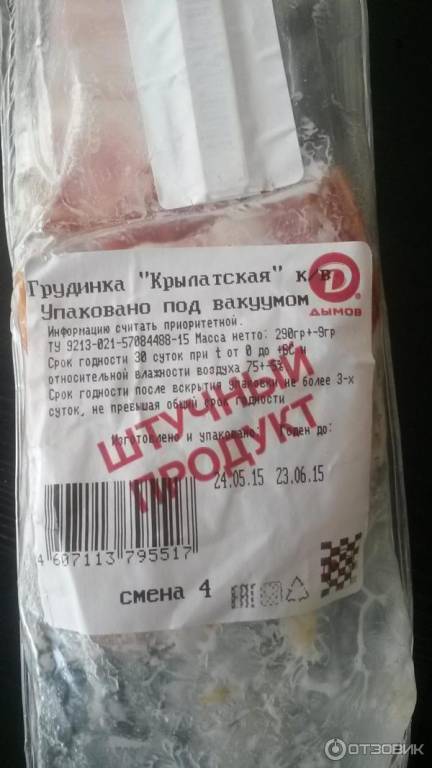 Грудинка "Крылатская" к/в
Упаковано под вакуумом
ДЫМОВ
Информацию считать приоритетной.
ТУ 9213-021-57084488-15 Масса нетто: 290гр+-9гр
Срок годности 30 суток при t от 0 до +8С и
относительной влажности воздуха 75+-5%
Срок годности после вскрытия упаковки не более 3-х
суток, не превышая общий срок годности
ШТУЧНЫЙ
ПРОДУКТ
Изготовлено и упаковано: Годен до:
24.05.15 23.06.15
4 607113 795517
смена 4
EAC
ОТЗОВИК